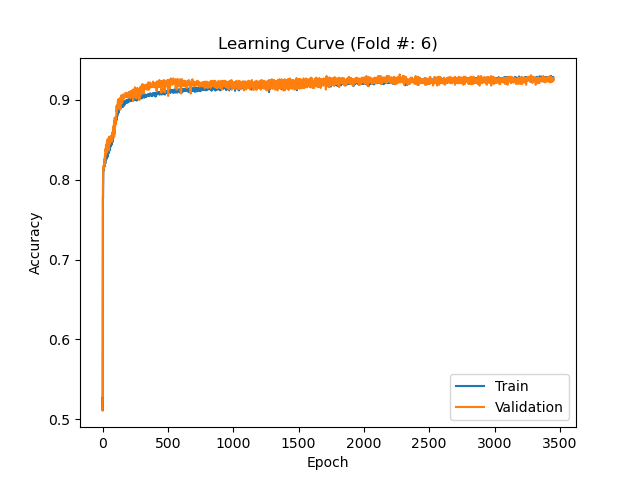 Learning Curve (Fold #: 6)
Accuracy
0.9
0.8
0.7
0.6
0.5
Train
Validation
0 500 1000 1500 2000 2500 3000 3500
Epoch